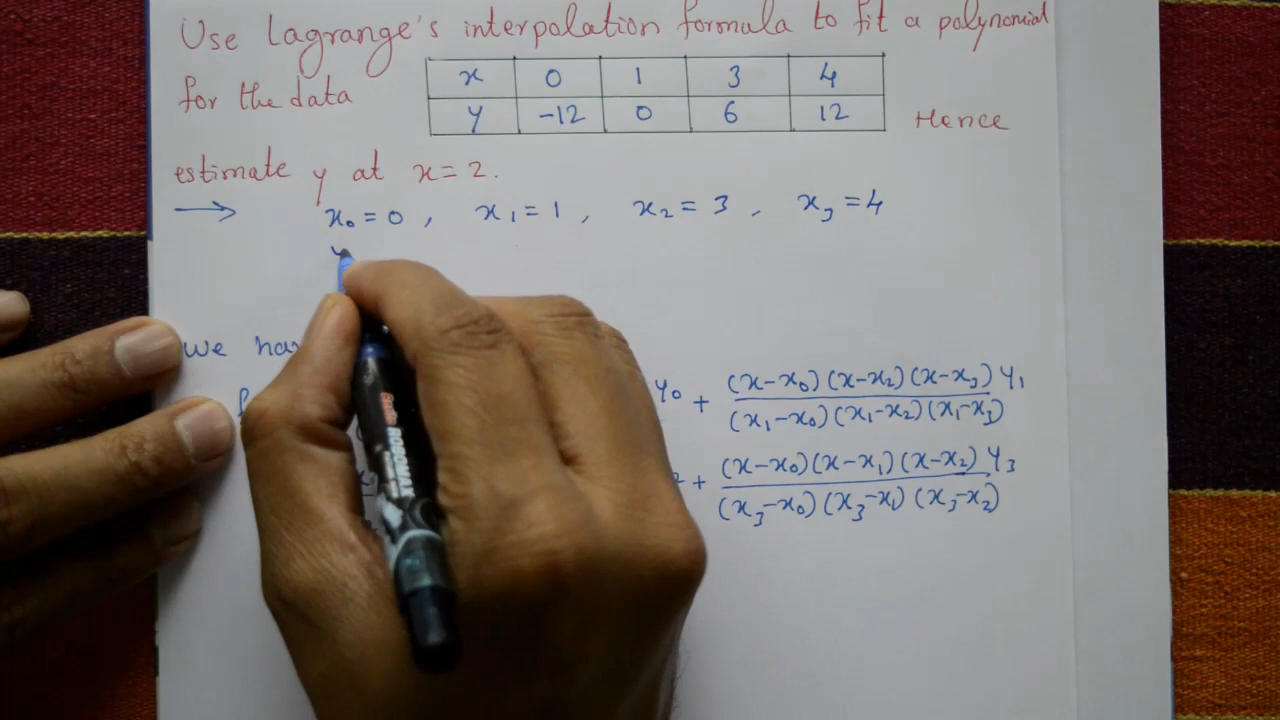 Use Lagrange's interpolation formula to fit a polynomial
for the data
x 0 1 3 4
y -12 0 6 12
Hence
estimate y at x = 2.
→ x₀ = 0, x₁ = 1, x₂ = 3, x₃ = 4
y
we ha
y₀ + (x-x₀)(x-x₂)(x-x₃) y₁
(x₁-x₀)(x₁-x₂)(x₁-x₃)
+ (x-x₀)(x-x₁)(x-x₂) y₃
(x₃-x₀)(x₃-x₁)(x₃-x₂)